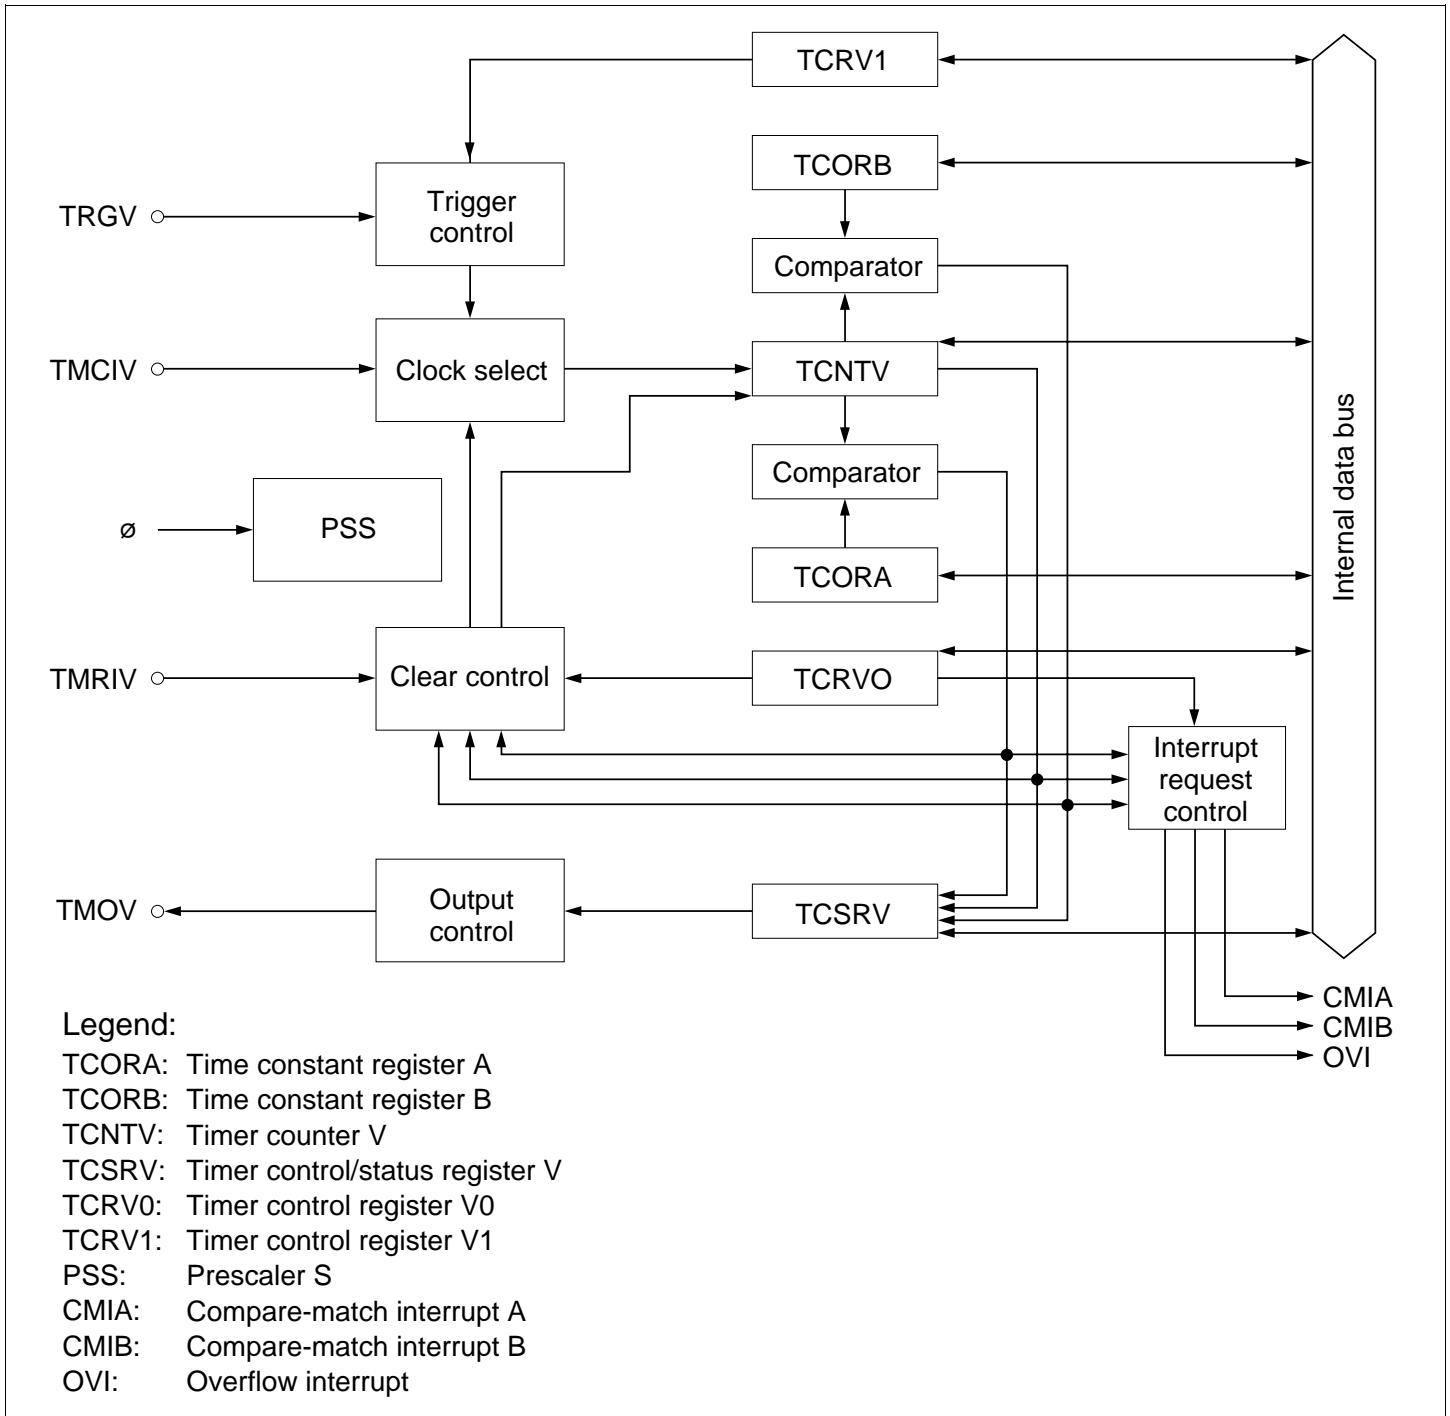 TCRV1
TCORB
TRGV
Trigger
control
Comparator
TMCIV
Clock select
TCNTV
Comparator
Internal data bus
ø
PSS
TCORA
TMRIV
Clear control
TCRVO
Interrupt
request
control
TMOV
Output
control
TCSRV
CMIA
CMIB
OVI
Legend:
TCORA: Time constant register A
TCORB: Time constant register B
TCNTV: Timer counter V
TCSRV: Timer control/status register V
TCRV0: Timer control register V0
TCRV1: Timer control register V1
PSS: Prescaler S
CMIA: Compare-match interrupt A
CMIB: Compare-match interrupt B
OVI: Overflow interrupt